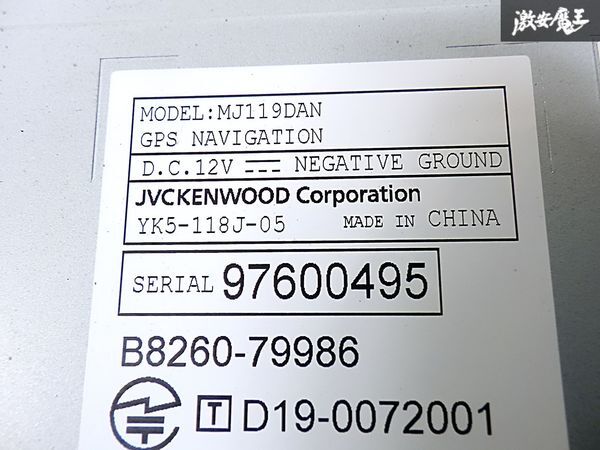 激安魔王
MODEL:MJ119DAN
GPS NAVIGATION
D.C.12V ⎓ NEGATIVE GROUND
JVCKENWOOD Corporation
YK5-118J-05 MADE IN CHINA
SERIAL 97600495
B8260-79986
T D19-0072001